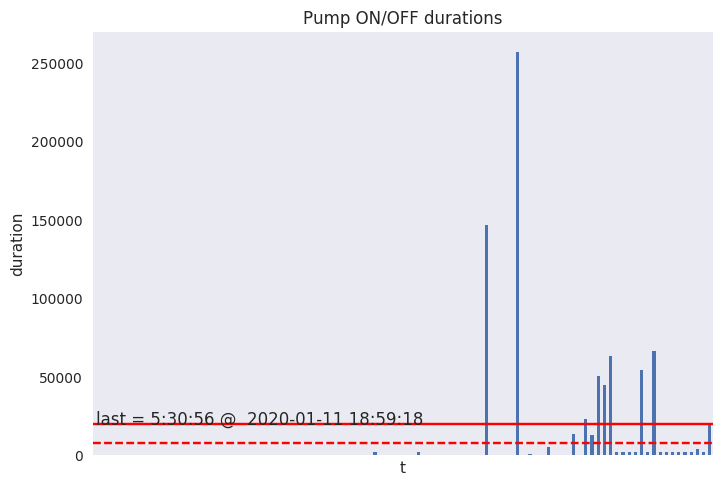 Pump ON/OFF durations
250000
200000
150000
100000
50000
0
duration
last = 5:30:56 @  2020-01-11 18:59:18
t